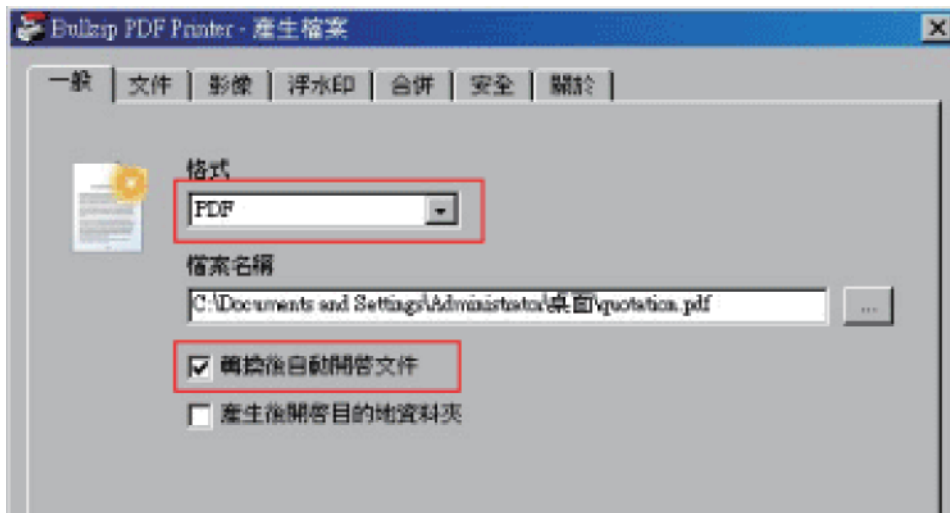 Bullzip PDF Printer - 產生檔案
一般 文件 影像 浮水印 合併 安全 關於
格式
PDF
檔案名稱
C:\Documents and Settings\Administrator\桌面\quotation.pdf
...
轉換後自動開啓文件
產生後開啓目的地資料夾